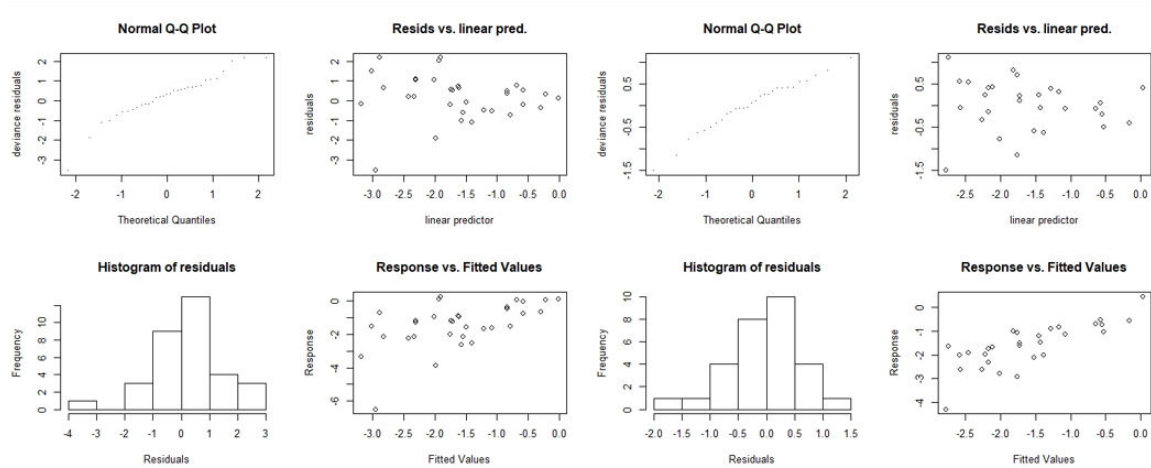 Normal Q-Q Plot
deviance residuals
2
1
0
-1
-2
-3
-2 -1 0 1 2
Theoretical Quantiles
Resids vs. linear pred.
residuals
2
1
0
-1
-2
-3
-3.0 -2.5 -2.0 -1.5 -1.0 -0.5 0.0
linear predictor
Normal Q-Q Plot
deviance residuals
0.5
-0.5
-1.5
-2 -1 0 1 2
Theoretical Quantiles
Resids vs. linear pred.
residuals
0.5
-0.5
-1.5
-2.5 -2.0 -1.5 -1.0 -0.5 0.0
linear predictor
Histogram of residuals
Frequency
10
8
6
4
2
0
-4 -3 -2 -1 0 1 2 3
Residuals
Response vs. Fitted Values
Response
0
-2
-4
-6
-3.0 -2.5 -2.0 -1.5 -1.0 -0.5 0.0
Fitted Values
Histogram of residuals
Frequency
10
8
6
4
2
0
-2.0 -1.5 -1.0 -0.5 0.0 0.5 1.0 1.5
Residuals
Response vs. Fitted Values
Response
0
-1
-2
-3
-4
-2.5 -2.0 -1.5 -1.0 -0.5 0.0
Fitted Values